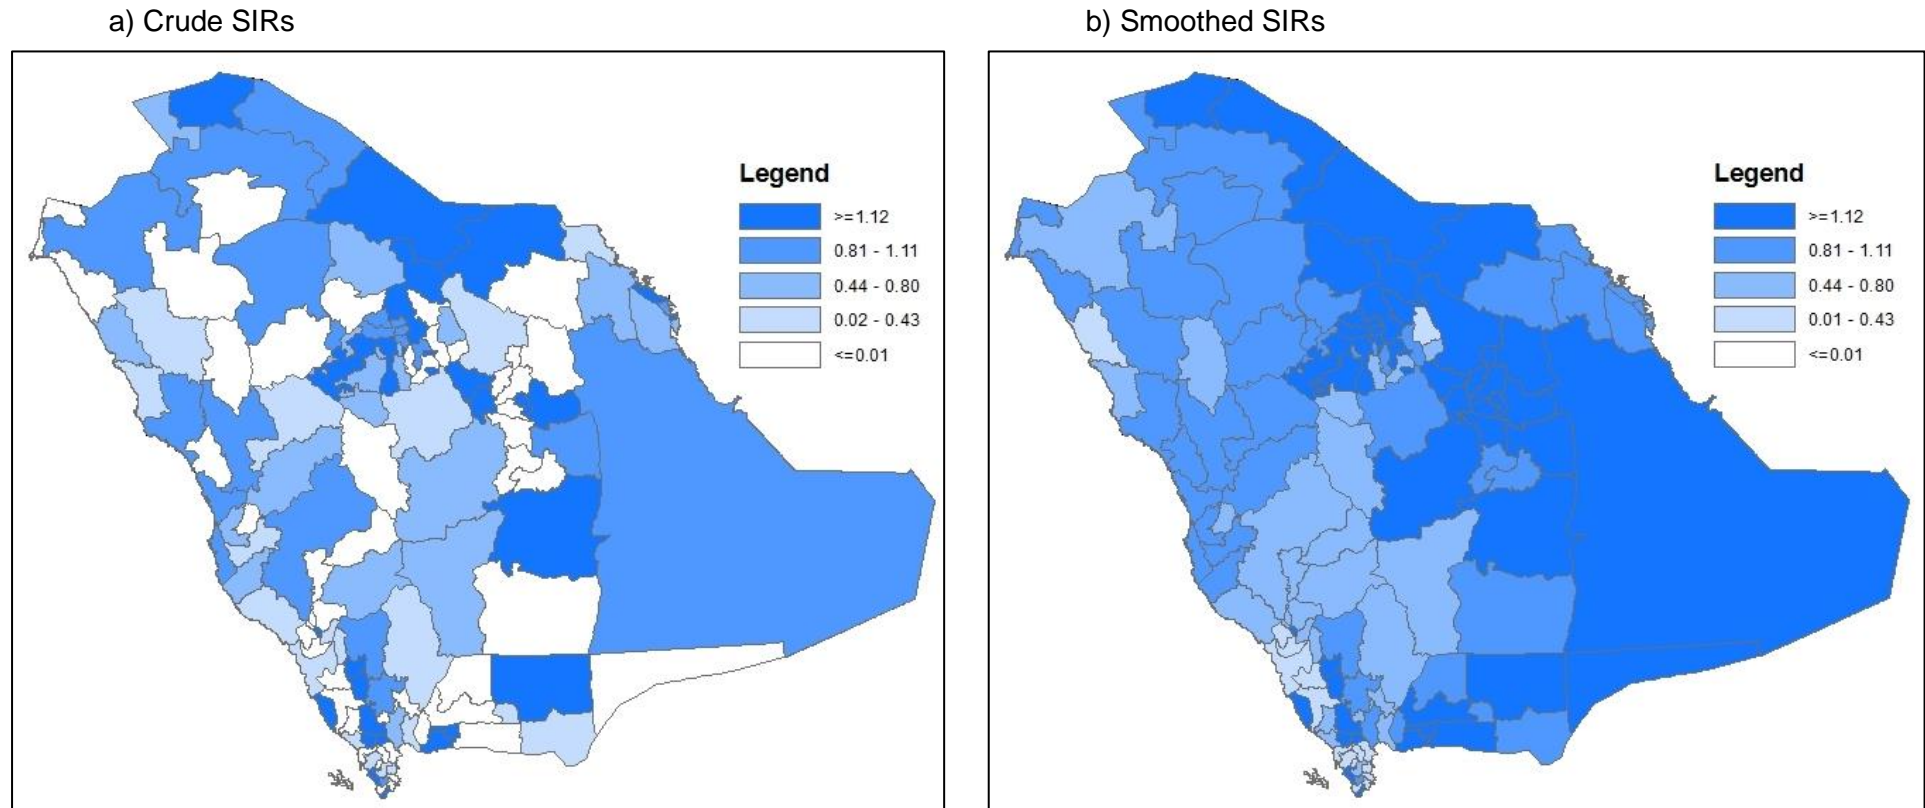 a) Crude SIRs
b) Smoothed SIRs
Legend
>=1.12
0.81 - 1.11
0.44 - 0.80
0.02 - 0.43
<=0.01
Legend
>=1.12
0.81 - 1.11
0.44 - 0.80
0.01 - 0.43
<=0.01